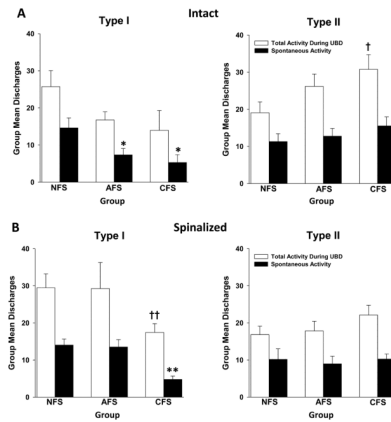 A
Intact
Type I
Type II
40
30
20
10
0
Group Mean Discharges
*
*
NFS
AFS
CFS
Group
40
30
20
10
0
Group Mean Discharges
Total Activity During UBD
Spontaneous Activity
†
NFS
AFS
CFS
Group
B
Spinalized
Type I
Type II
40
30
20
10
0
Group Mean Discharges
††
**
NFS
AFS
CFS
Group
40
30
20
10
0
Group Mean Discharges
Total Activity During UBD
Spontaneous Activity
NFS
AFS
CFS
Group